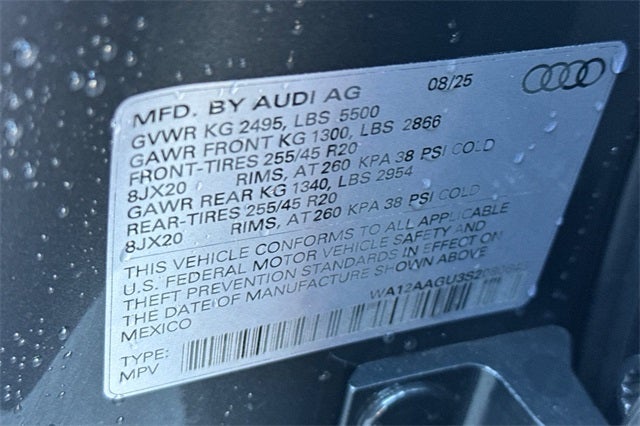 MFD. BY AUDI AG 08/25
GVWR KG 2495, LBS 5500
GAWR FRONT KG 1300, LBS 2866
FRONT-TIRES 255/45 R20
8JX20 RIMS, AT 260 KPA 38 PSI COLD
GAWR REAR KG 1340, LBS 2954
REAR-TIRES 255/45 R20
8JX20 RIMS, AT 260 KPA 38 PSI COLD
THIS VEHICLE CONFORMS TO ALL APPLICABLE
U.S. FEDERAL MOTOR VEHICLE SAFETY AND
THEFT PREVENTION STANDARDS IN EFFECT ON
THE DATE OF MANUFACTURE SHOWN ABOVE
MEXICO
TYPE:
MPV